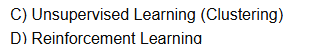 C) Unsupervised Learning (Clustering)
D) Reinforcement Learning